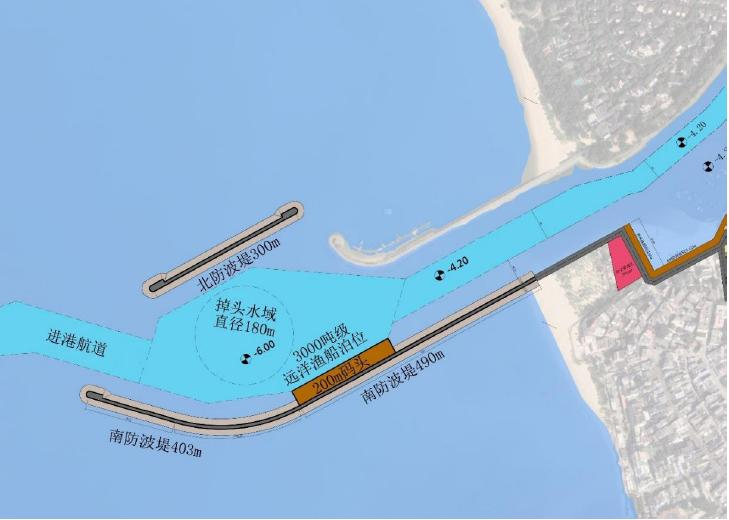 -4.20
北防波堤300m
-4.20
掉头水域
直径180m
-6.00
进港航道
3000吨级
远洋渔船泊位
200m码头
南防波堤490m
南防波堤403m